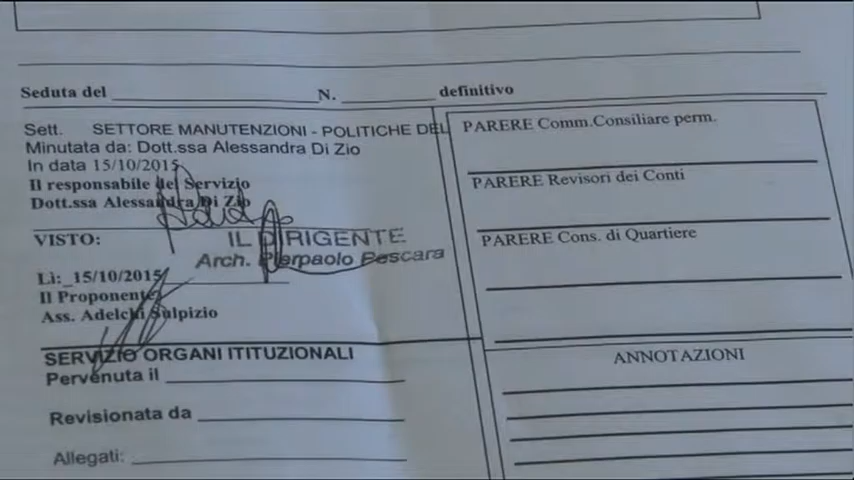 Seduta del ____________ N. ________ definitivo
Sett. SETTORE MANUTENZIONI - POLITICHE DEL
Minutata da: Dott.ssa Alessandra Di Zio
In data 15/10/2015
Il responsabile del Servizio
Dott.ssa Alessandra Di Zio
VISTO:
IL DIRIGENTE
Arch. Pierpaolo Pescara
Lì:_15/10/2015
Il Proponente
Ass. Adelchi Sulpizio
SERVIZIO ORGANI ITITUZIONALI
Pervenuta il
Revisionata da
Allegati:
PARERE Comm.Consiliare perm.
PARERE Revisori dei Conti
PARERE Cons. di Quartiere
ANNOTAZIONI